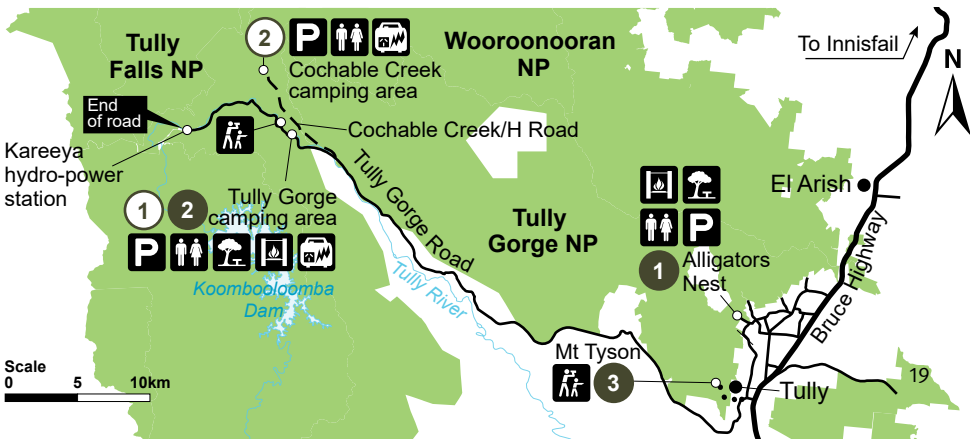 Tully
Falls NP
2
P
Cochable Creek
camping area
Wooroonooran
NP
To Innisfail
N
End
of road
Cochable Creek/H Road
Kareeya
hydro-power
station
Tully Gorge
camping area
1
2
P
Koombooloomba
Dam
Tully Gorge Road
Tully River
Tully
Gorge NP
El Arish
P
1
Alligators
Nest
Bruce Highway
Mt Tyson
3
Tully
19
Scale
0 5 10km